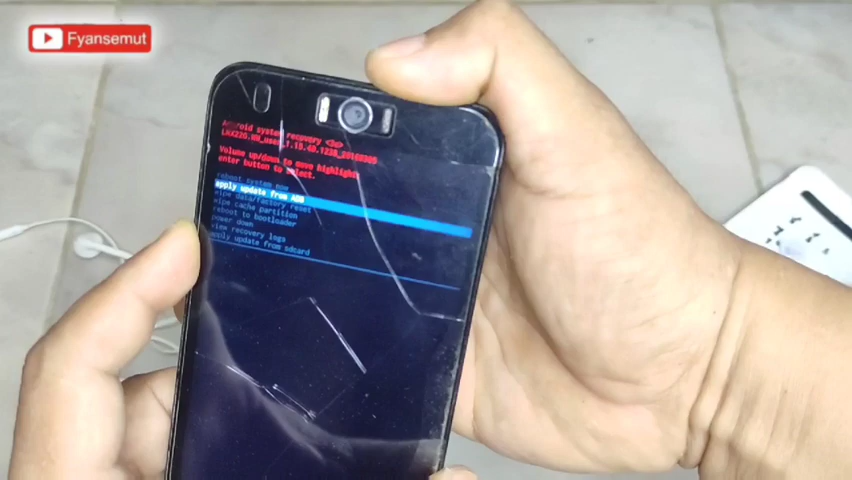 Fyansemut
Android system recovery <3e>
Volume up/down to move highlight;
enter button to select.
reboot system now
apply update from ADB
wipe data/factory reset
wipe cache partition
reboot to bootloader
power down
view recovery logs
apply update from sdcard